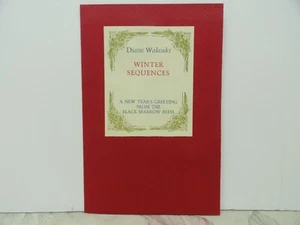 Diane Wakoski
WINTER
SEQUENCES
A NEW YEAR'S GREETING
FROM THE
BLACK SPARROW PRESS